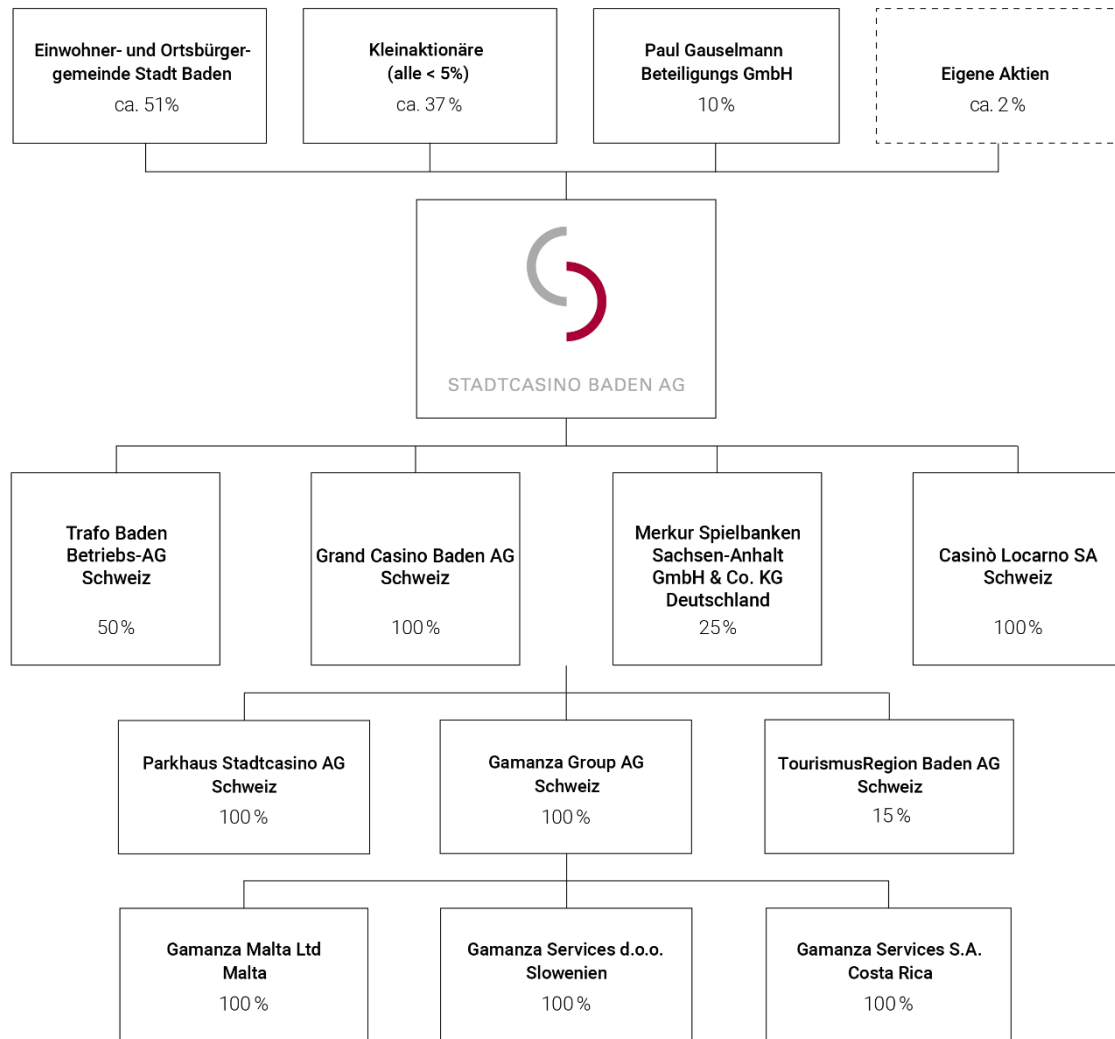 Einwohner- und Ortsbürger-
gemeinde Stadt Baden
ca. 51%
Kleinaktionäre
(alle < 5%)
ca. 37%
Paul Gauselmann
Beteiligungs GmbH
10%
Eigene Aktien
ca. 2%
STADTCASINO BADEN AG
Trafo Baden
Betriebs-AG
Schweiz
50%
Grand Casino Baden AG
Schweiz
100%
Merkur Spielbanken
Sachsen-Anhalt
GmbH & Co. KG
Deutschland
25%
Casinò Locarno SA
Schweiz
100%
Parkhaus Stadtcasino AG
Schweiz
100%
Gamanza Group AG
Schweiz
100%
TourismusRegion Baden AG
Schweiz
15%
Gamanza Malta Ltd
Malta
100%
Gamanza Services d.o.o.
Slowenien
100%
Gamanza Services S.A.
Costa Rica
100%